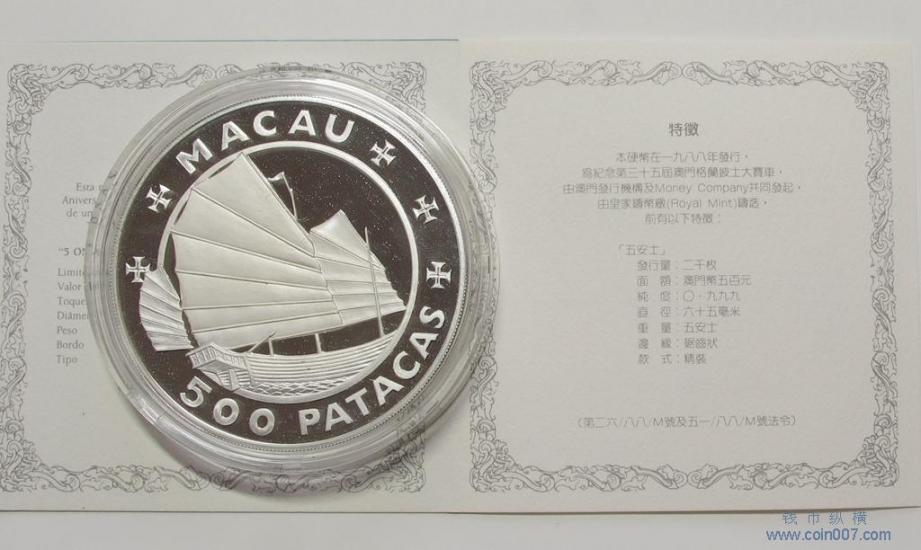 MACAU
500 PATACAS
Esta
Anivers
de un
"5 O
Limite
Valor
Toque
Diâme
Peso
Bordo
Tipo
特徵
本硬幣在一九八八年發行,
為紀念第三十五屆澳門格蘭披士大賽車,
由澳門發行機構及Money Company共同發起,
由皇家鑄幣廠(Royal Mint)鑄造,
前有以下特徵:
「五安士」
發行量:二千枚
面 額:澳門幣五百元
純 度:〇·九九九
直 徑:六十五毫米
重 量:五安士
邊 緣:鋸齒狀
款 式:精裝
(第二六/八八/M號及五一/八八/M號法令)
钱币纵横
www.coin007.com